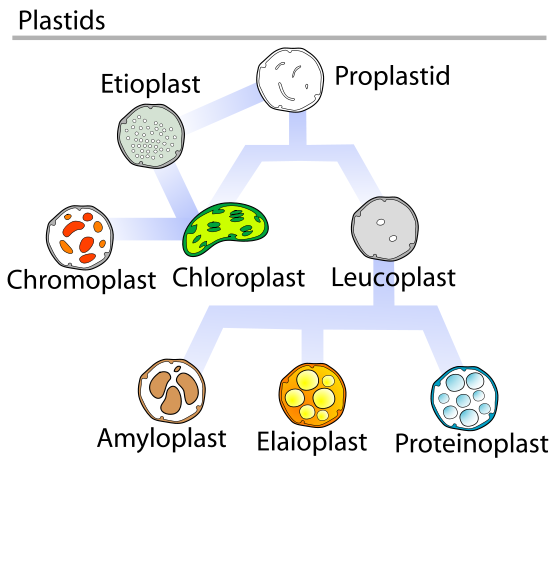 Plastids
Etioplast
Proplastid
Chromoplast
Chloroplast
Leucoplast
Amyloplast
Elaioplast
Proteinoplast